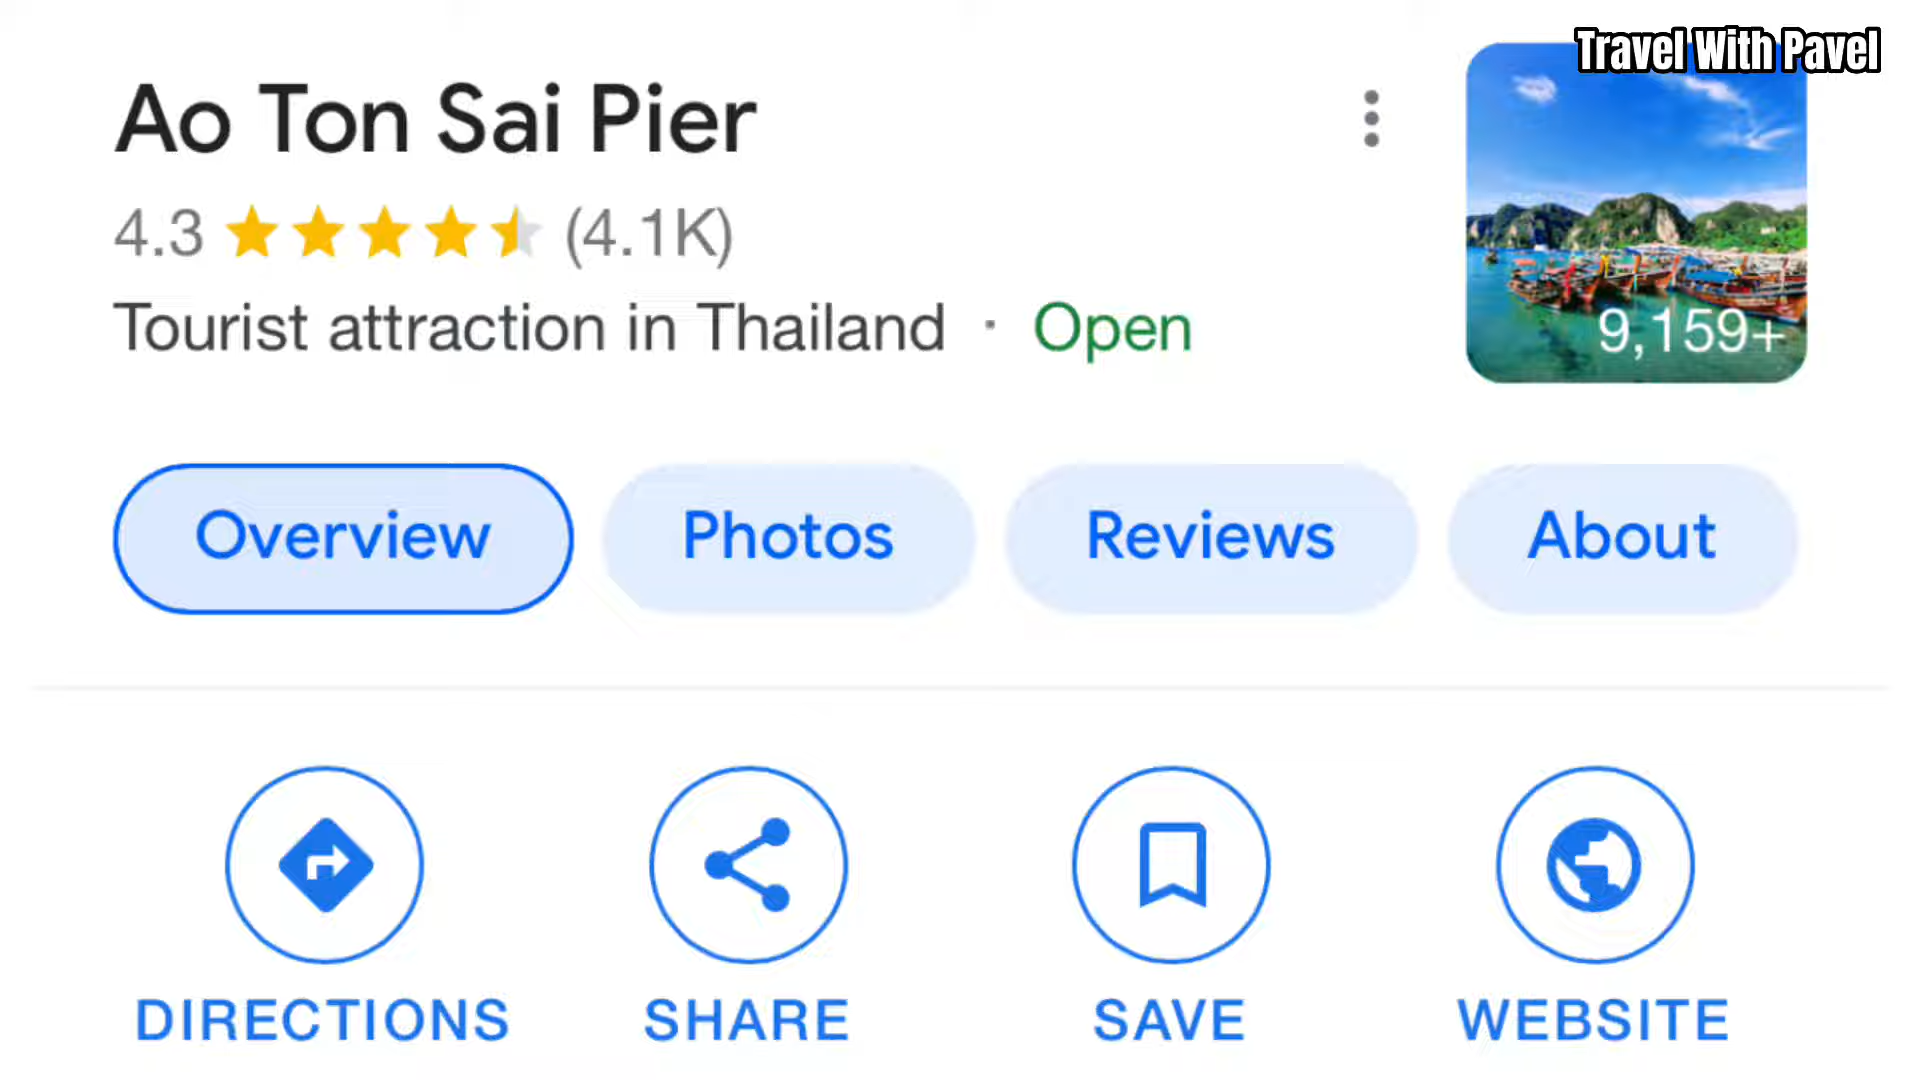 Travel With Pavel
Ao Ton Sai Pier
4.3 (4.1K)
Tourist attraction in Thailand · Open
9,159+
Overview Photos Reviews About
DIRECTIONS SHARE SAVE WEBSITE